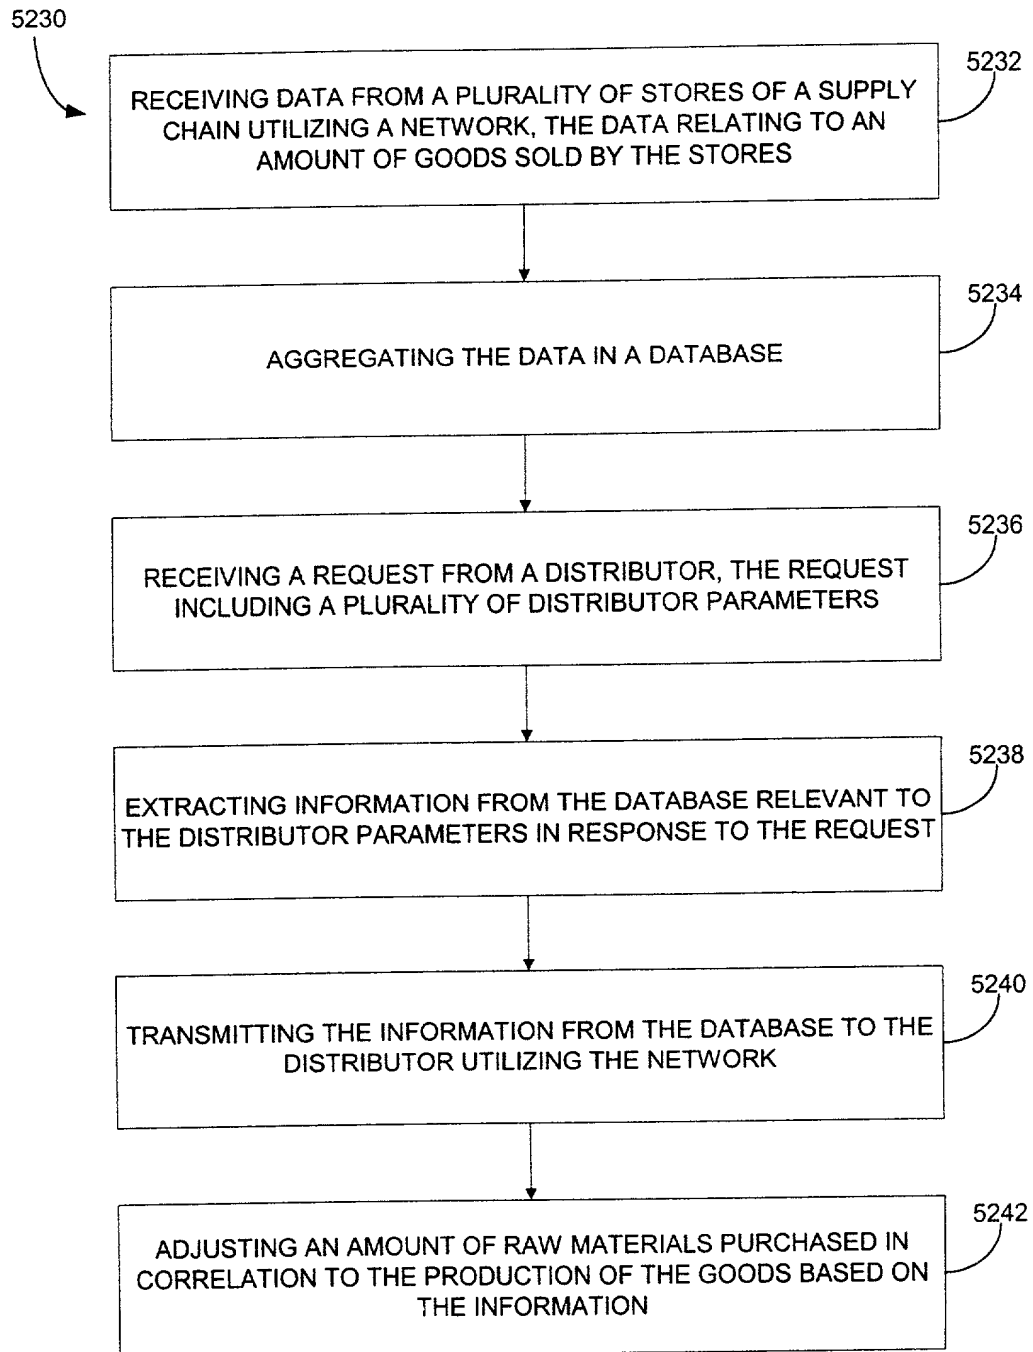 5230
5232
RECEIVING DATA FROM A PLURALITY OF STORES OF A SUPPLY
CHAIN UTILIZING A NETWORK, THE DATA RELATING TO AN
AMOUNT OF GOODS SOLD BY THE STORES
5234
AGGREGATING THE DATA IN A DATABASE
5236
RECEIVING A REQUEST FROM A DISTRIBUTOR, THE REQUEST
INCLUDING A PLURALITY OF DISTRIBUTOR PARAMETERS
5238
EXTRACTING INFORMATION FROM THE DATABASE RELEVANT TO
THE DISTRIBUTOR PARAMETERS IN RESPONSE TO THE REQUEST
5240
TRANSMITTING THE INFORMATION FROM THE DATABASE TO THE
DISTRIBUTOR UTILIZING THE NETWORK
5242
ADJUSTING AN AMOUNT OF RAW MATERIALS PURCHASED IN
CORRELATION TO THE PRODUCTION OF THE GOODS BASED ON
THE INFORMATION